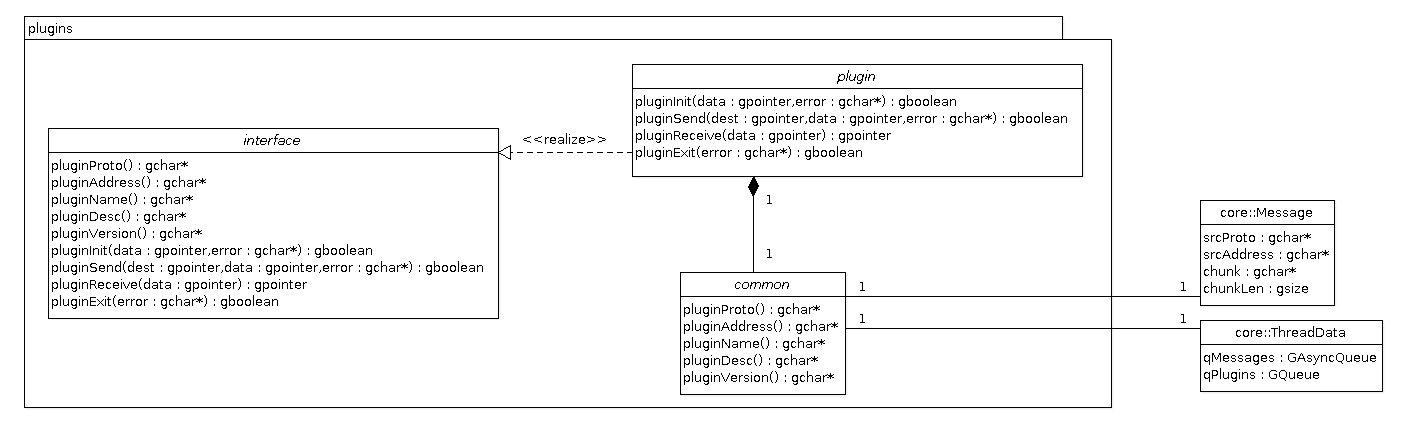 plugins
plugin
pluginInit(data : gpointer,error : gchar*) : gboolean
pluginSend(dest : gpointer,data : gpointer,error : gchar*) : gboolean
pluginReceive(data : gpointer) : gpointer
pluginExit(error : gchar*) : gboolean
<<realize>>
interface
pluginProto() : gchar*
pluginAddress() : gchar*
pluginName() : gchar*
pluginDesc() : gchar*
pluginVersion() : gchar*
pluginInit(data : gpointer,error : gchar*) : gboolean
pluginSend(dest : gpointer,data : gpointer,error : gchar*) : gboolean
pluginReceive(data : gpointer) : gpointer
pluginExit(error : gchar*) : gboolean
1
1
common
pluginProto() : gchar*
pluginAddress() : gchar*
pluginName() : gchar*
pluginDesc() : gchar*
pluginVersion() : gchar*
1
1
1
1
core::Message
srcProto : gchar*
srcAddress : gchar*
chunk : gchar*
chunkLen : gsize
core::ThreadData
qMessages : GAsyncQueue
qPlugins : GQueue